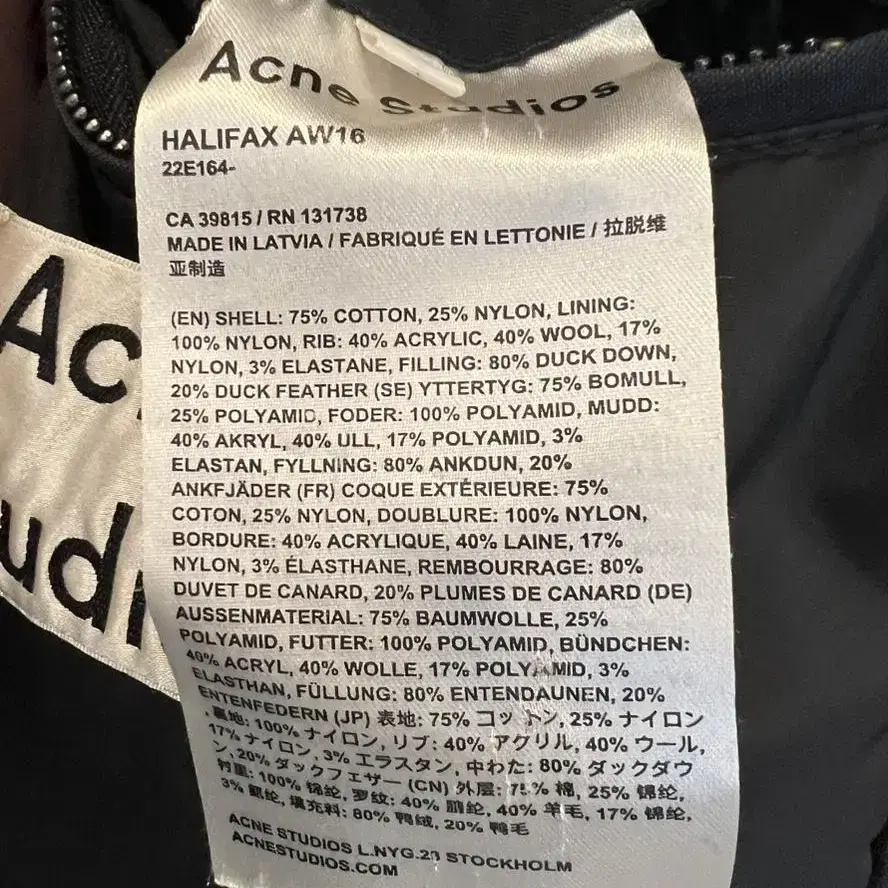 Acne Studios
HALIFAX AW16
22E164-
CA 39815 / RN 131738
MADE IN LATVIA / FABRIQUÉ EN LETTONIE / 拉脱维
亚制造
(EN) SHELL: 75% COTTON, 25% NYLON, LINING:
100% NYLON, RIB: 40% ACRYLIC, 40% WOOL, 17%
NYLON, 3% ELASTANE, FILLING: 80% DUCK DOWN,
20% DUCK FEATHER (SE) YTTERTYG: 75% BOMULL,
25% POLYAMID, FODER: 100% POLYAMID, MUDD:
40% AKRYL, 40% ULL, 17% POLYAMID, 3%
ELASTAN, FYLLNING: 80% ANKDUN, 20%
ANKFJÄDER (FR) COQUE EXTÉRIEURE: 75%
COTON, 25% NYLON, DOUBLURE: 100% NYLON,
BORDURE: 40% ACRYLIQUE, 40% LAINE, 17%
NYLON, 3% ÉLASTHANE, REMBOURRAGE: 80%
DUVET DE CANARD, 20% PLUMES DE CANARD (DE)
AUSSENMATERIAL: 75% BAUMWOLLE, 25%
POLYAMID, FUTTER: 100% POLYAMID, BÜNDCHEN:
40% ACRYL, 40% WOLLE, 17% POLYAMID, 3%
ELASTHAN, FÜLLUNG: 80% ENTENDAUNEN, 20%
ENTENFEDERN (JP) 表地: 75% コットン, 25% ナイロン
, 裏地: 100% ナイロン, リブ: 40% アクリル, 40% ウール,
17% ナイロン, 3% エラスタン, 中わた: 80% ダックダウ
ン, 20% ダックフェザー (CN) 外层: 75% 棉, 25% 锦纶,
衬里: 100% 锦纶, 罗纹: 40% 腈纶, 40% 羊毛, 17% 锦纶,
3% 氨纶, 填充料: 80% 鸭绒, 20% 鸭毛
ACNE STUDIOS L.NYG.23 STOCKHOLM
ACNESTUDIOS.COM
Ac
udi